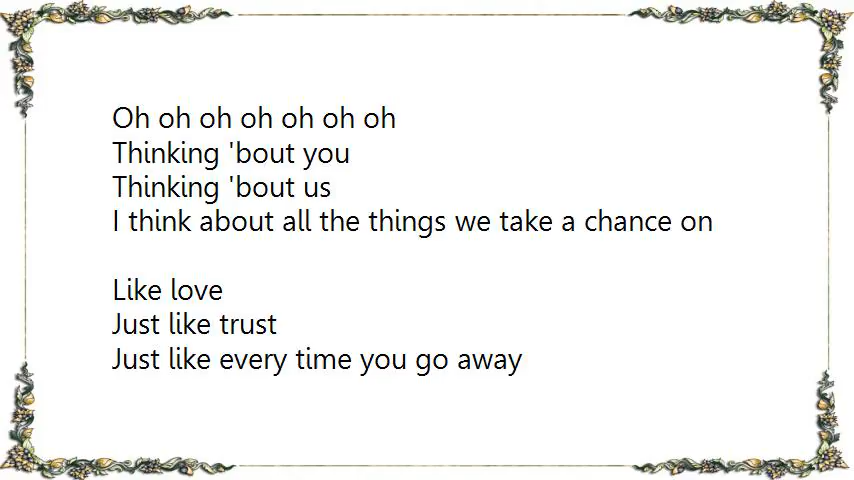 Oh oh oh oh oh oh oh
Thinking 'bout you
Thinking 'bout us
I think about all the things we take a chance on
Like love
Just like trust
Just like every time you go away